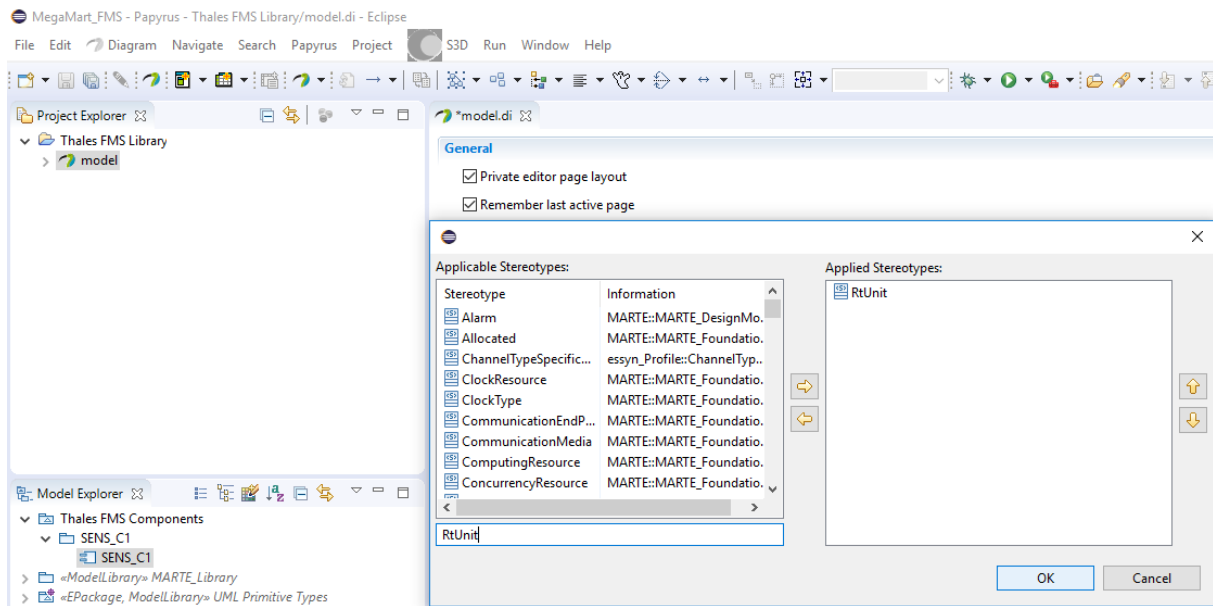 MegaMart_FMS - Papyrus - Thales FMS Library/model.di - Eclipse
File Edit Diagram Navigate Search Papyrus Project S3D Run Window Help
Project Explorer
*model.di
Thales FMS Library
model
General
Private editor page layout
Remember last active page
Applicable Stereotypes:
Applied Stereotypes:
Stereotype Information
RtUnit
Alarm MARTE::MARTE_DesignMo.
Allocated MARTE::MARTE_Foundatio.
ChannelTypeSpecific... essyn_Profile::ChannelTyp..
ClockResource MARTE::MARTE_Foundatio.
ClockType MARTE::MARTE_Foundatio.
CommunicationEndP... MARTE::MARTE_Foundatio.
CommunicationMedia MARTE::MARTE_Foundatio.
ComputingResource MARTE::MARTE_Foundatio.
ConcurrencyResource MARTE::MARTE_Foundatio.
RtUnit
OK Cancel
Model Explorer
Thales FMS Components
SENS_C1
SENS_C1
«ModelLibrary» MARTE_Library
«EPackage, ModelLibrary» UML Primitive Types